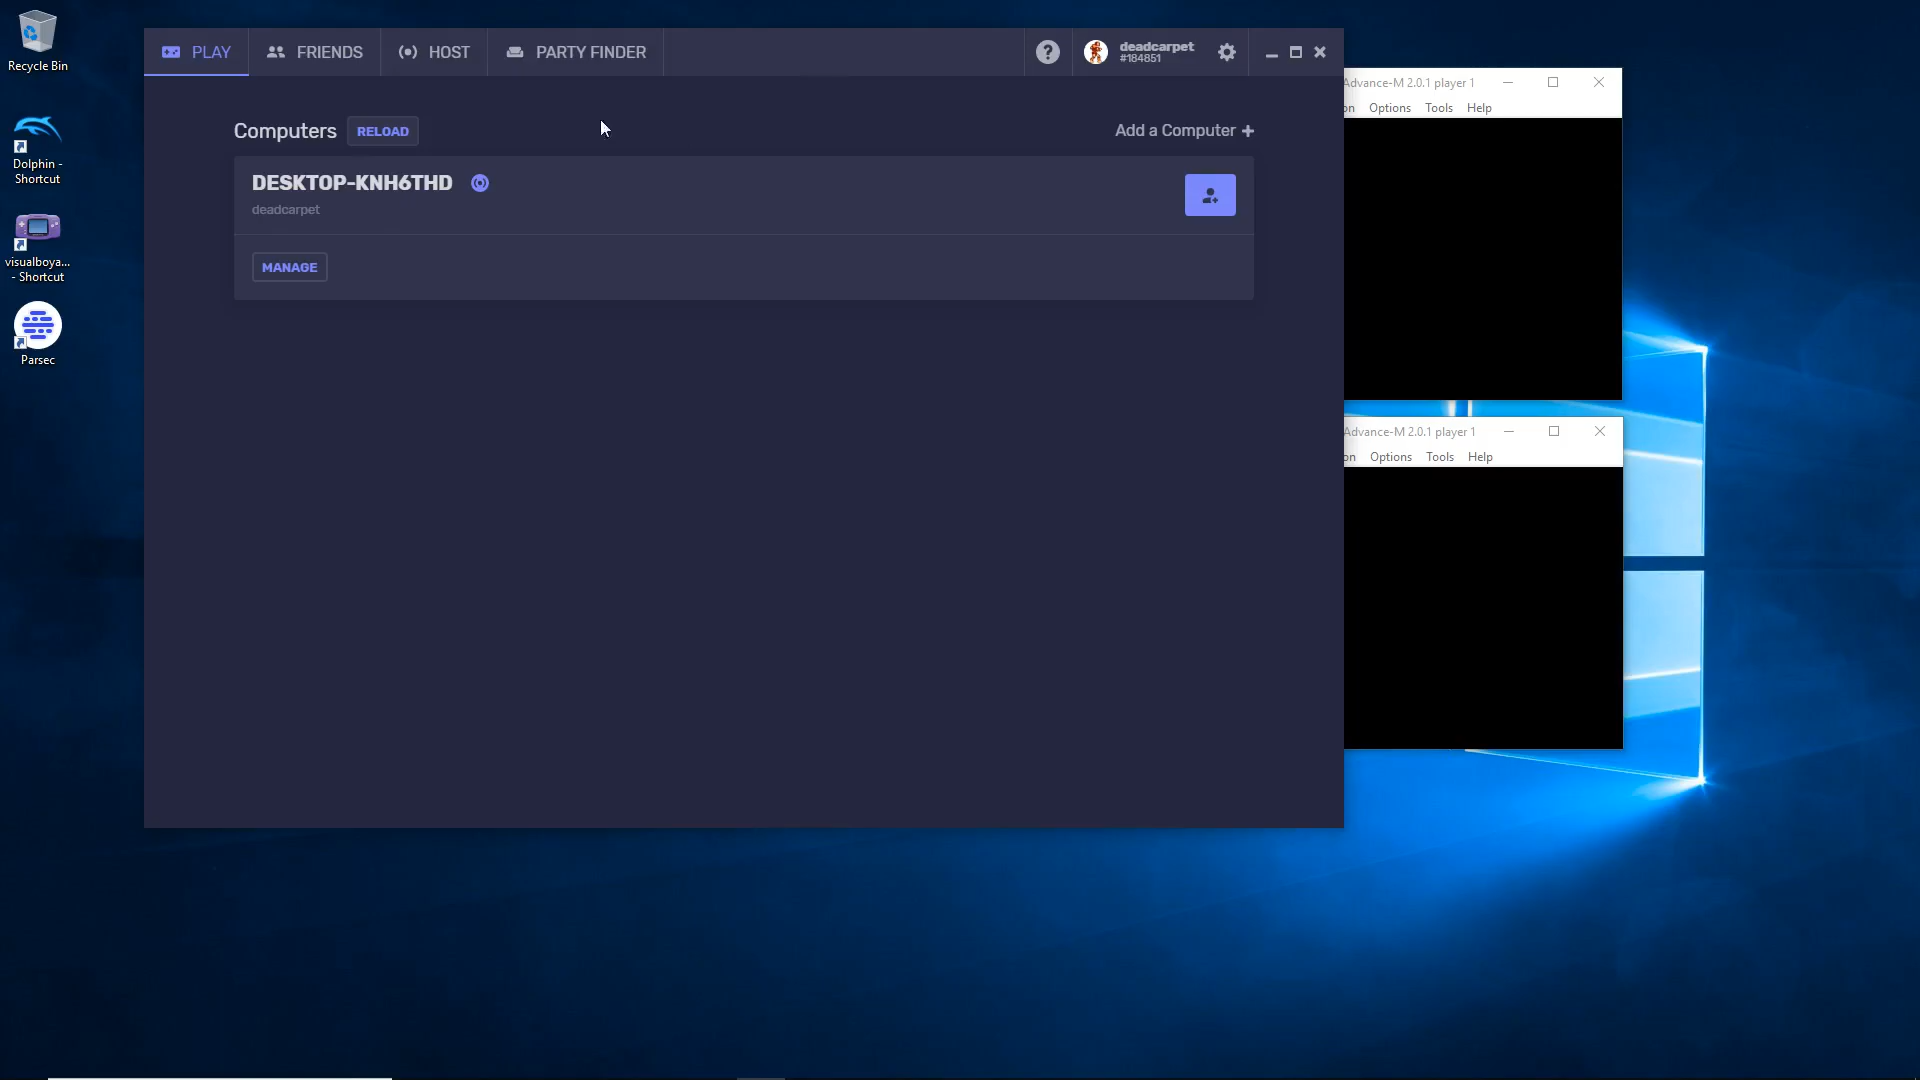 Recycle Bin
Dolphin -
Shortcut
visualboya...
- Shortcut
Parsec
PLAY
FRIENDS
HOST
PARTY FINDER
?
deadcarpet
#184851
Computers
RELOAD
Add a Computer +
DESKTOP-KNH6THD
deadcarpet
MANAGE
Advance-M 2.0.1 player 1
on Options Tools Help
Advance-M 2.0.1 player 1
on Options Tools Help